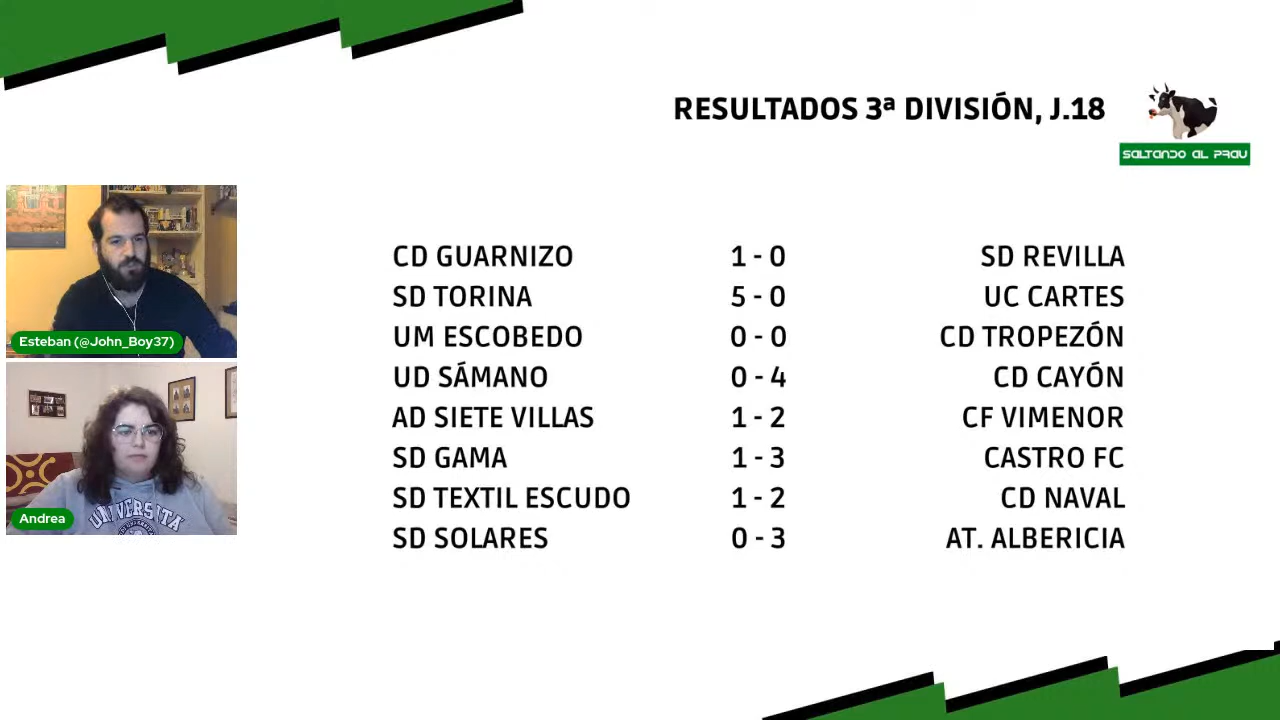 RESULTADOS 3ª DIVISIÓN, J.18
SALTANDO AL PRAU
CD GUARNIZO 1 - 0 SD REVILLA
SD TORINA 5 - 0 UC CARTES
UM ESCOBEDO 0 - 0 CD TROPEZÓN
UD SÁMANO 0 - 4 CD CAYÓN
AD SIETE VILLAS 1 - 2 CF VIMENOR
SD GAMA 1 - 3 CASTRO FC
SD TEXTIL ESCUDO 1 - 2 CD NAVAL
SD SOLARES 0 - 3 AT. ALBERICIA
Esteban (@John_Boy37)
UNIVERSITA
Andrea